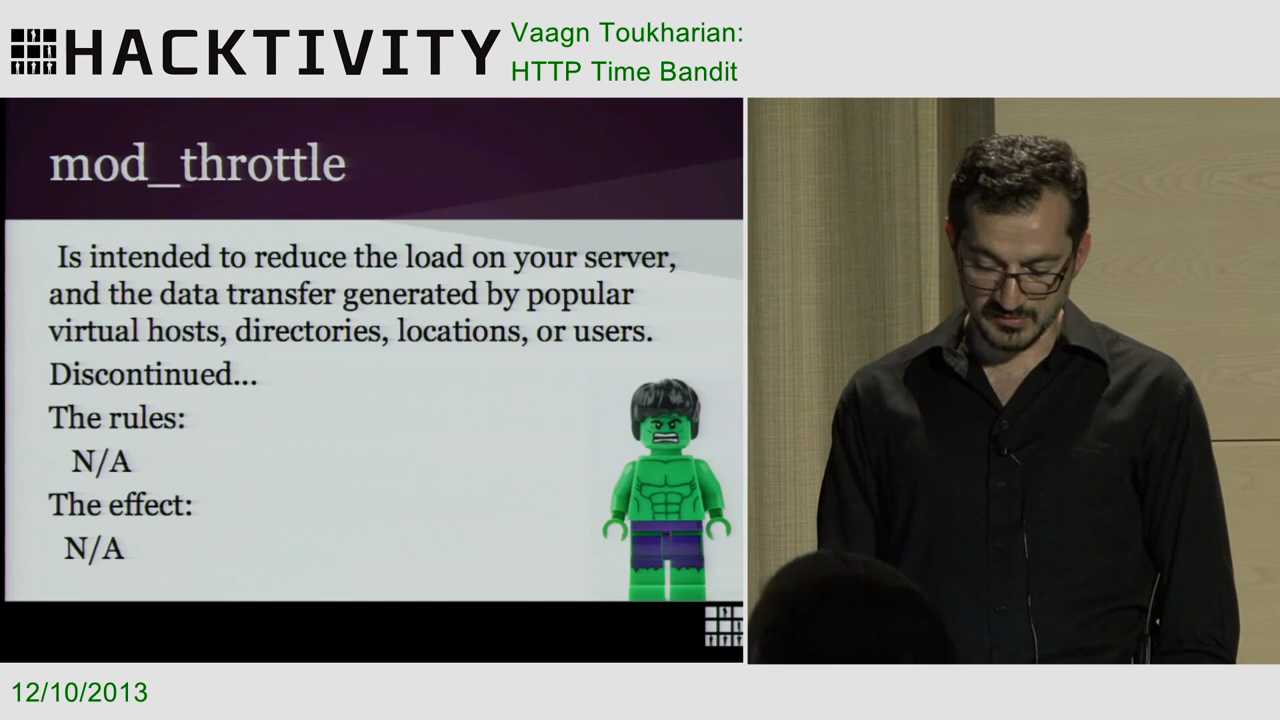 HACKTIVITY
Vaagn Toukharian:
HTTP Time Bandit
mod_throttle
Is intended to reduce the load on your server,
and the data transfer generated by popular
virtual hosts, directories, locations, or users.
Discontinued...
The rules:
N/A
The effect:
N/A
12/10/2013